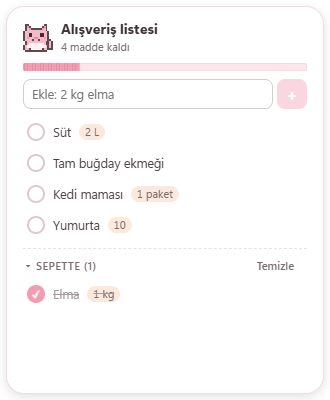 Alışveriş listesi
4 madde kaldı
Ekle: 2 kg elma
+
Süt 2 L
Tam buğday ekmeği
Kedi maması 1 paket
Yumurta 10
SEPETTE (1) Temizle
Elma 1 kg